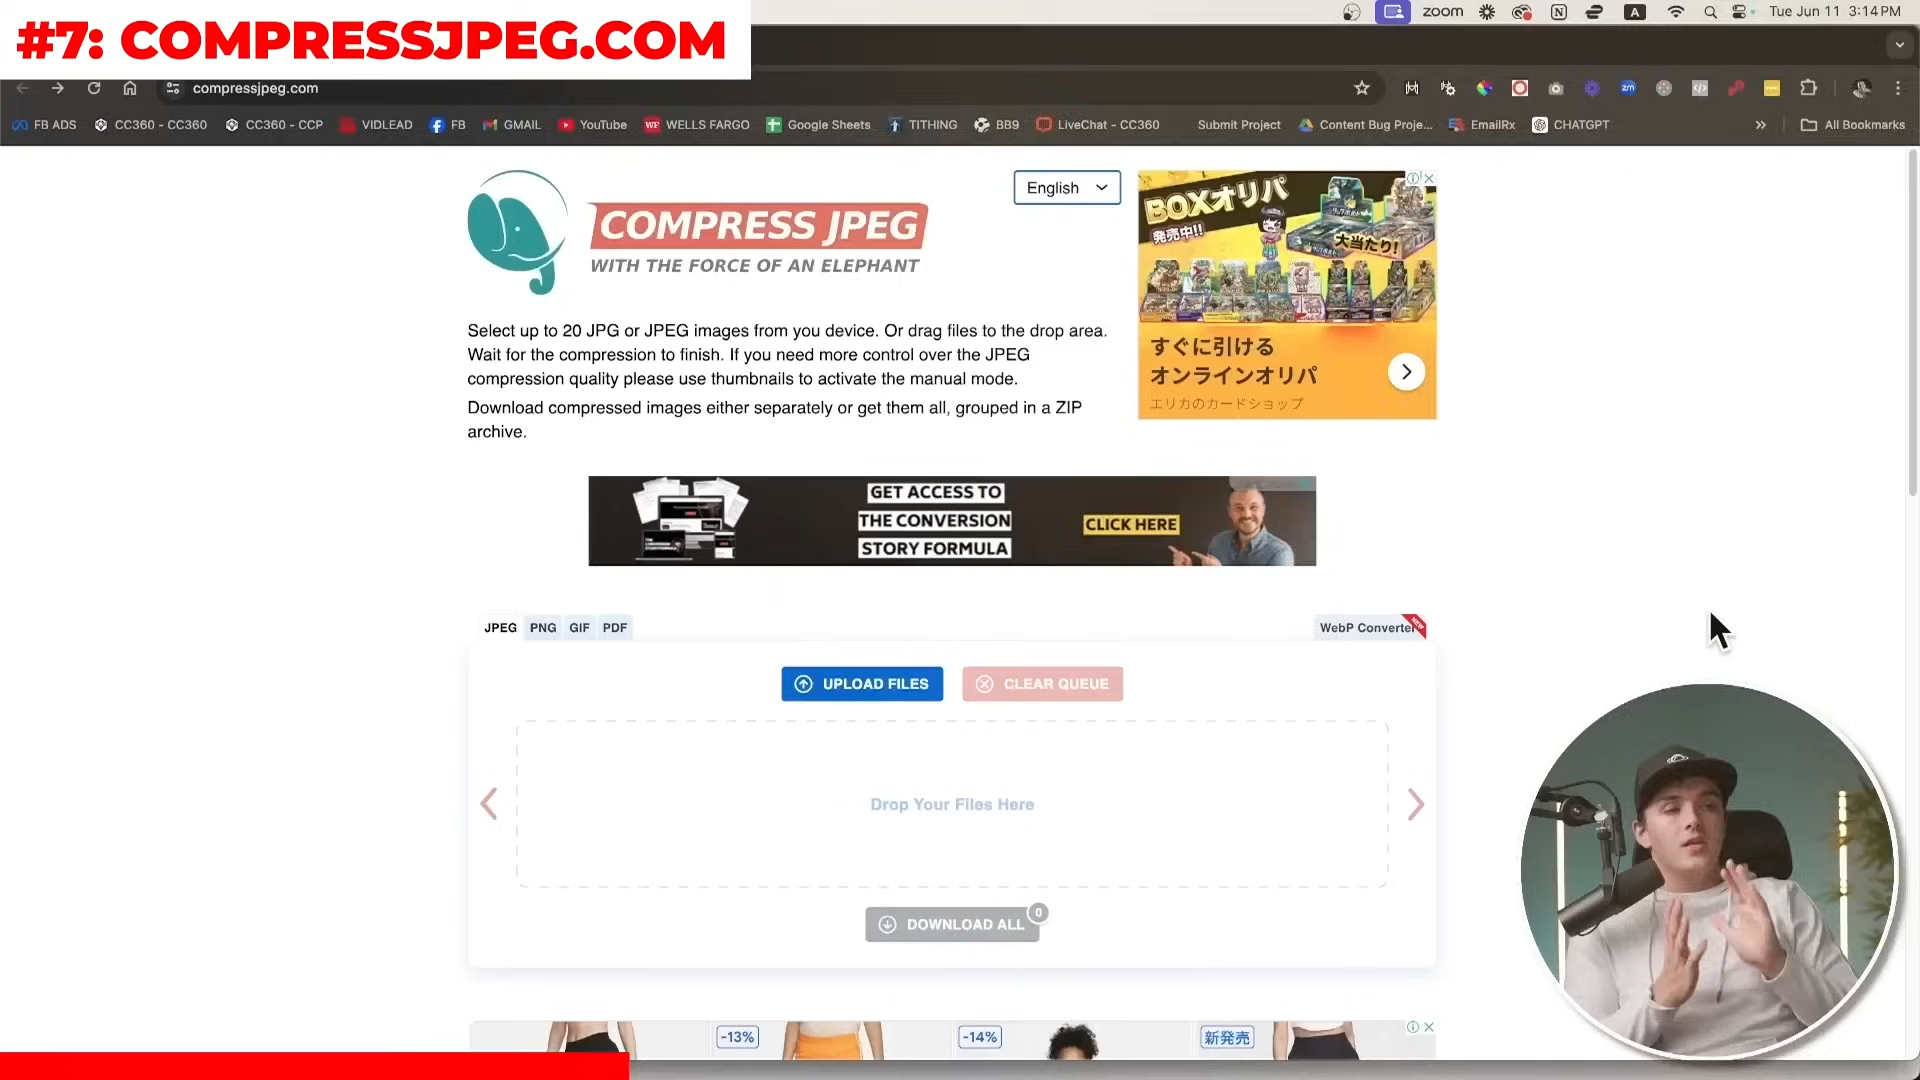 #7: COMPRESSJPEG.COM
zoom
A
Tue Jun 11 3:14 PM
compressjpeg.com
zm
FB ADS
CC360 - CC360
CC360 - CCP
VIDLEAD
FB
GMAIL
YouTube
WF WELLS FARGO
Google Sheets
TITHING
BB9
LiveChat - CC360
Submit Project
Content Bug Proje...
EmailRx
CHATGPT
»
All Bookmarks
COMPRESS JPEG
WITH THE FORCE OF AN ELEPHANT
English
Select up to 20 JPG or JPEG images from you device. Or drag files to the drop area.
Wait for the compression to finish. If you need more control over the JPEG
compression quality please use thumbnails to activate the manual mode.
Download compressed images either separately or get them all, grouped in a ZIP
archive.
BOXオリパ
発売中!!
大当たり!
すぐに引ける
オンラインオリパ
エリカのカードショップ
GET ACCESS TO
THE CONVERSION
STORY FORMULA
CLICK HERE
JPEG
PNG
GIF
PDF
WebP Converter
NEW
UPLOAD FILES
CLEAR QUEUE
Drop Your Files Here
DOWNLOAD ALL
0
-13%
-14%
新発売